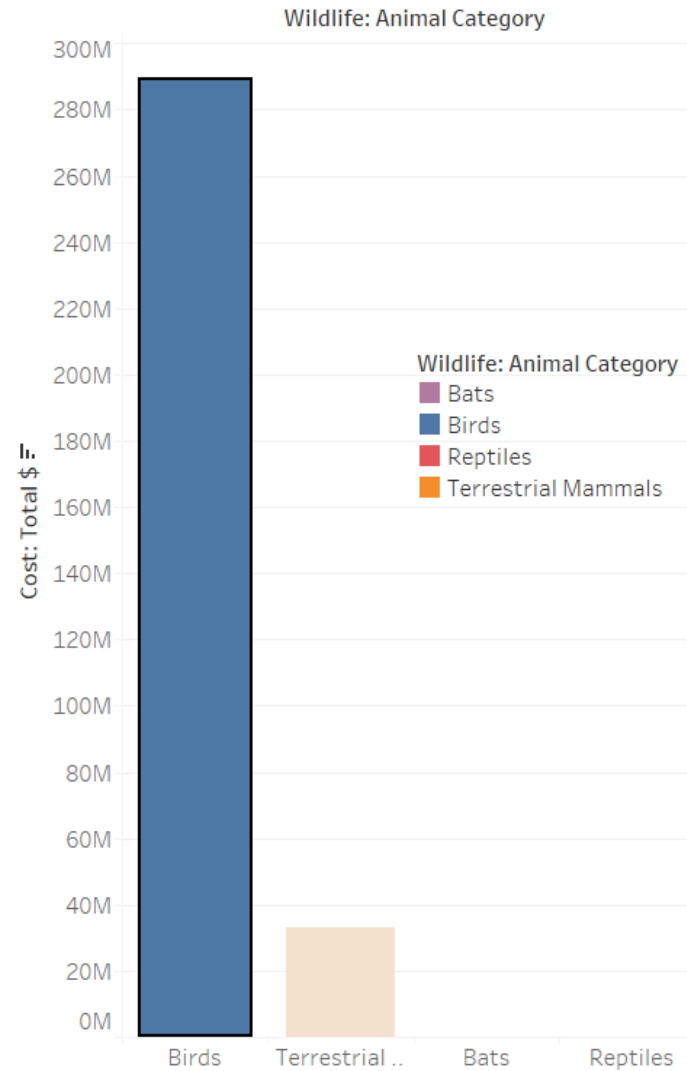 Wildlife: Animal Category
300M
280M
260M
240M
220M
200M
180M
160M
140M
120M
100M
80M
60M
40M
20M
0M
Cost: Total $
Wildlife: Animal Category
Bats
Birds
Reptiles
Terrestrial Mammals
Birds
Terrestrial ..
Bats
Reptiles